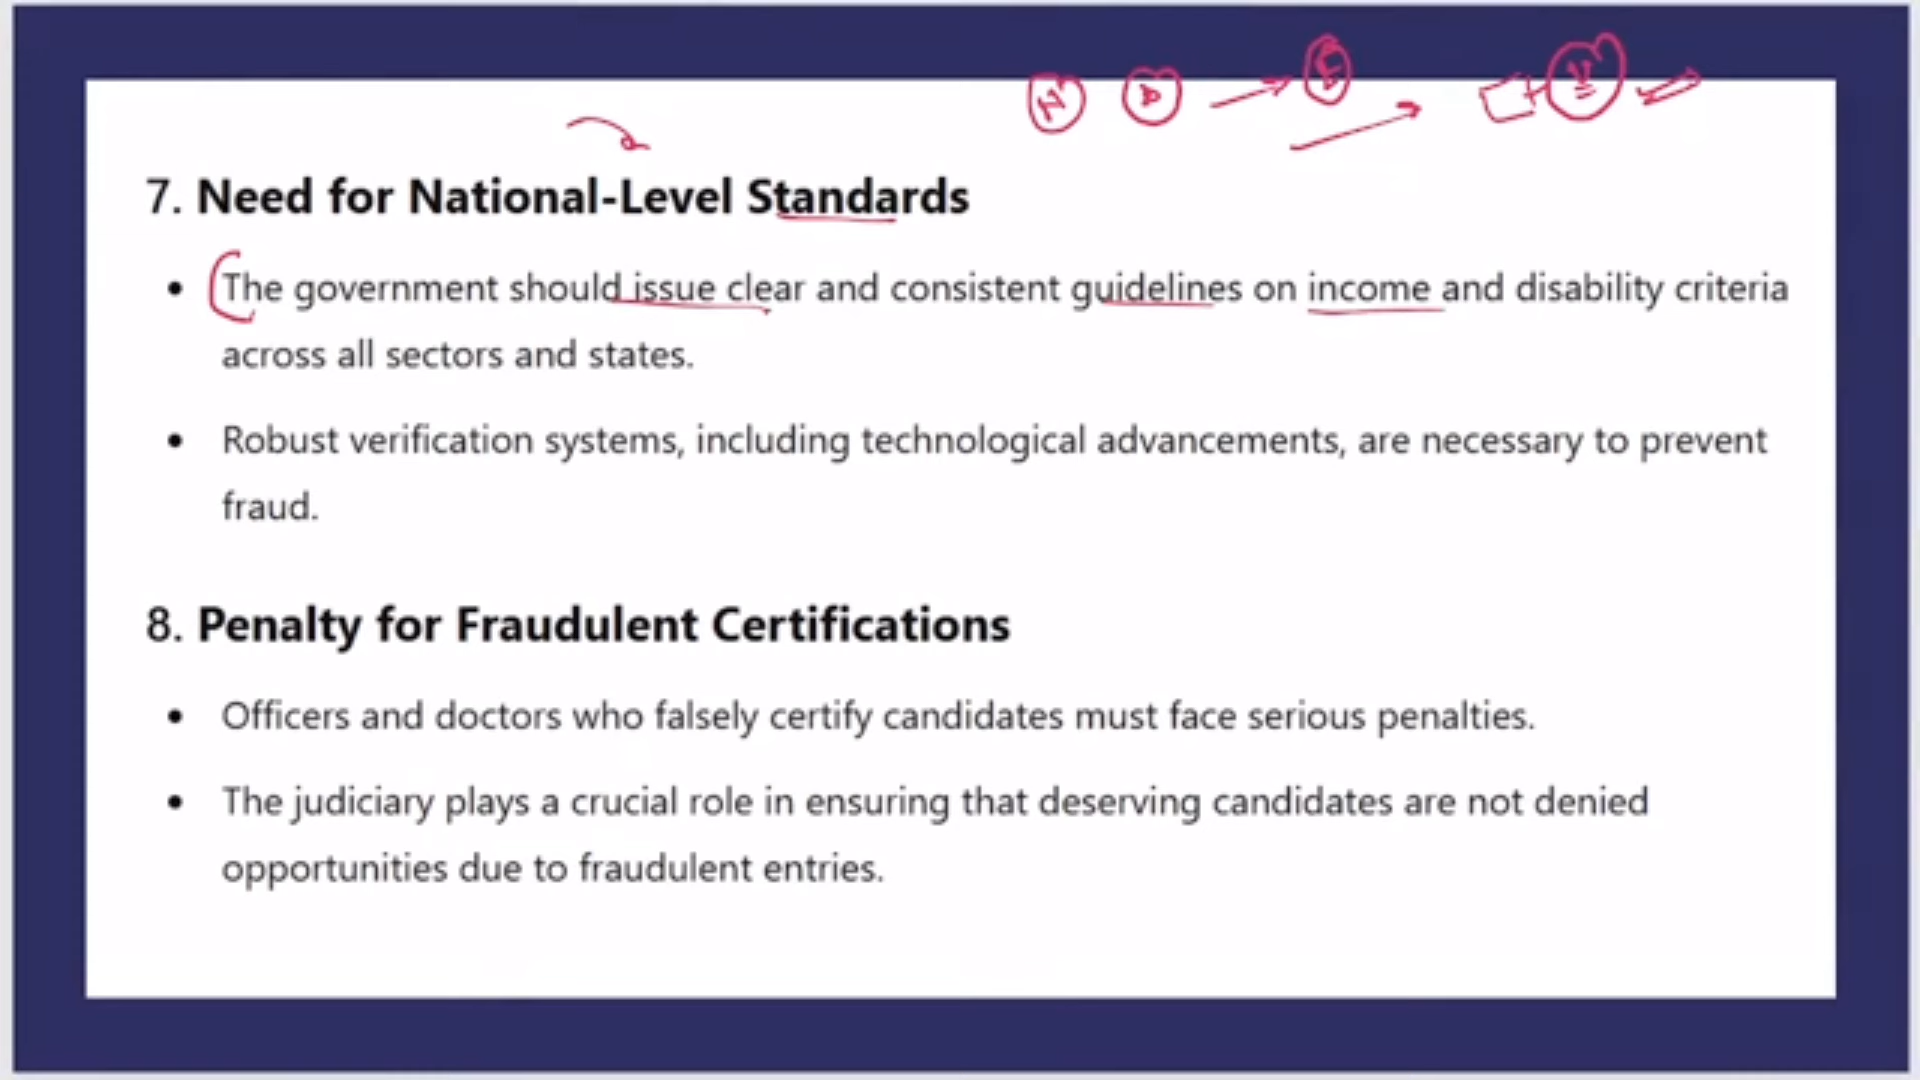 7. Need for National-Level Standards
• The government should issue clear and consistent guidelines on income and disability criteria
across all sectors and states.
• Robust verification systems, including technological advancements, are necessary to prevent
fraud.
8. Penalty for Fraudulent Certifications
• Officers and doctors who falsely certify candidates must face serious penalties.
• The judiciary plays a crucial role in ensuring that deserving candidates are not denied
opportunities due to fraudulent entries.